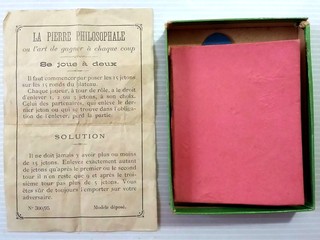 LA PIERRE PHILOSOPHALE
ou l'art de gagner à chaque coup
Se joue à deux
Il faut commencer par poser les 15 jetons
sur les 15 ronds du plateau.
Chaque joueur, à tour de rôle, a le droit
d'enlever 1, 2 ou 3 jetons, à son choix.
Celui des partenaires, qui enlève le der-
nier jeton ou qui se trouve dans l'obliga-
tion de l'enlever, perd la partie.
SOLUTION
Il ne doit jamais y avoir plus ou moins
de 15 jetons. Enlevez exactement autant
de jetons qu'après le premier ou le second
tour il n'en reste que 9 et après le troi-
sième tour pas plus de 5 jetons. Vous
êtes sûr de toujours l'emporter sur votre
adversaire.
Modèle déposé.